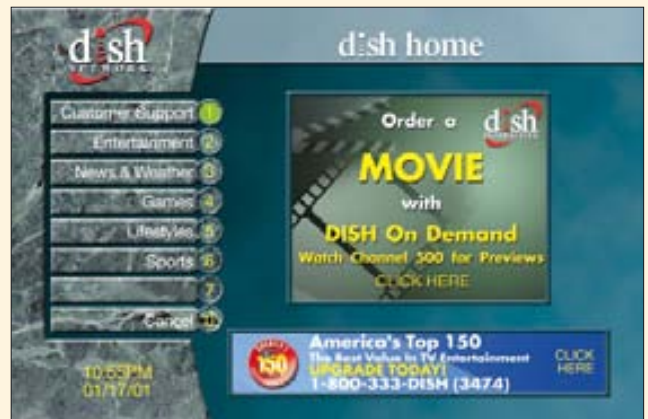 dish
NETWORK
dish home
Customer Support 1
Entertainment 2
News & Weather 3
Games 4
Lifestyles 5
Sports 6
7
Cancel
10:55PM
01/17/01
Order a dish
MOVIE
with
DISH On Demand
Watch Channel 500 for Previews
CLICK HERE
150
America's Top 150
The Best Value In TV Entertainment
UPGRADE TODAY!
1-800-333-DISH (3474)
CLICK
HERE